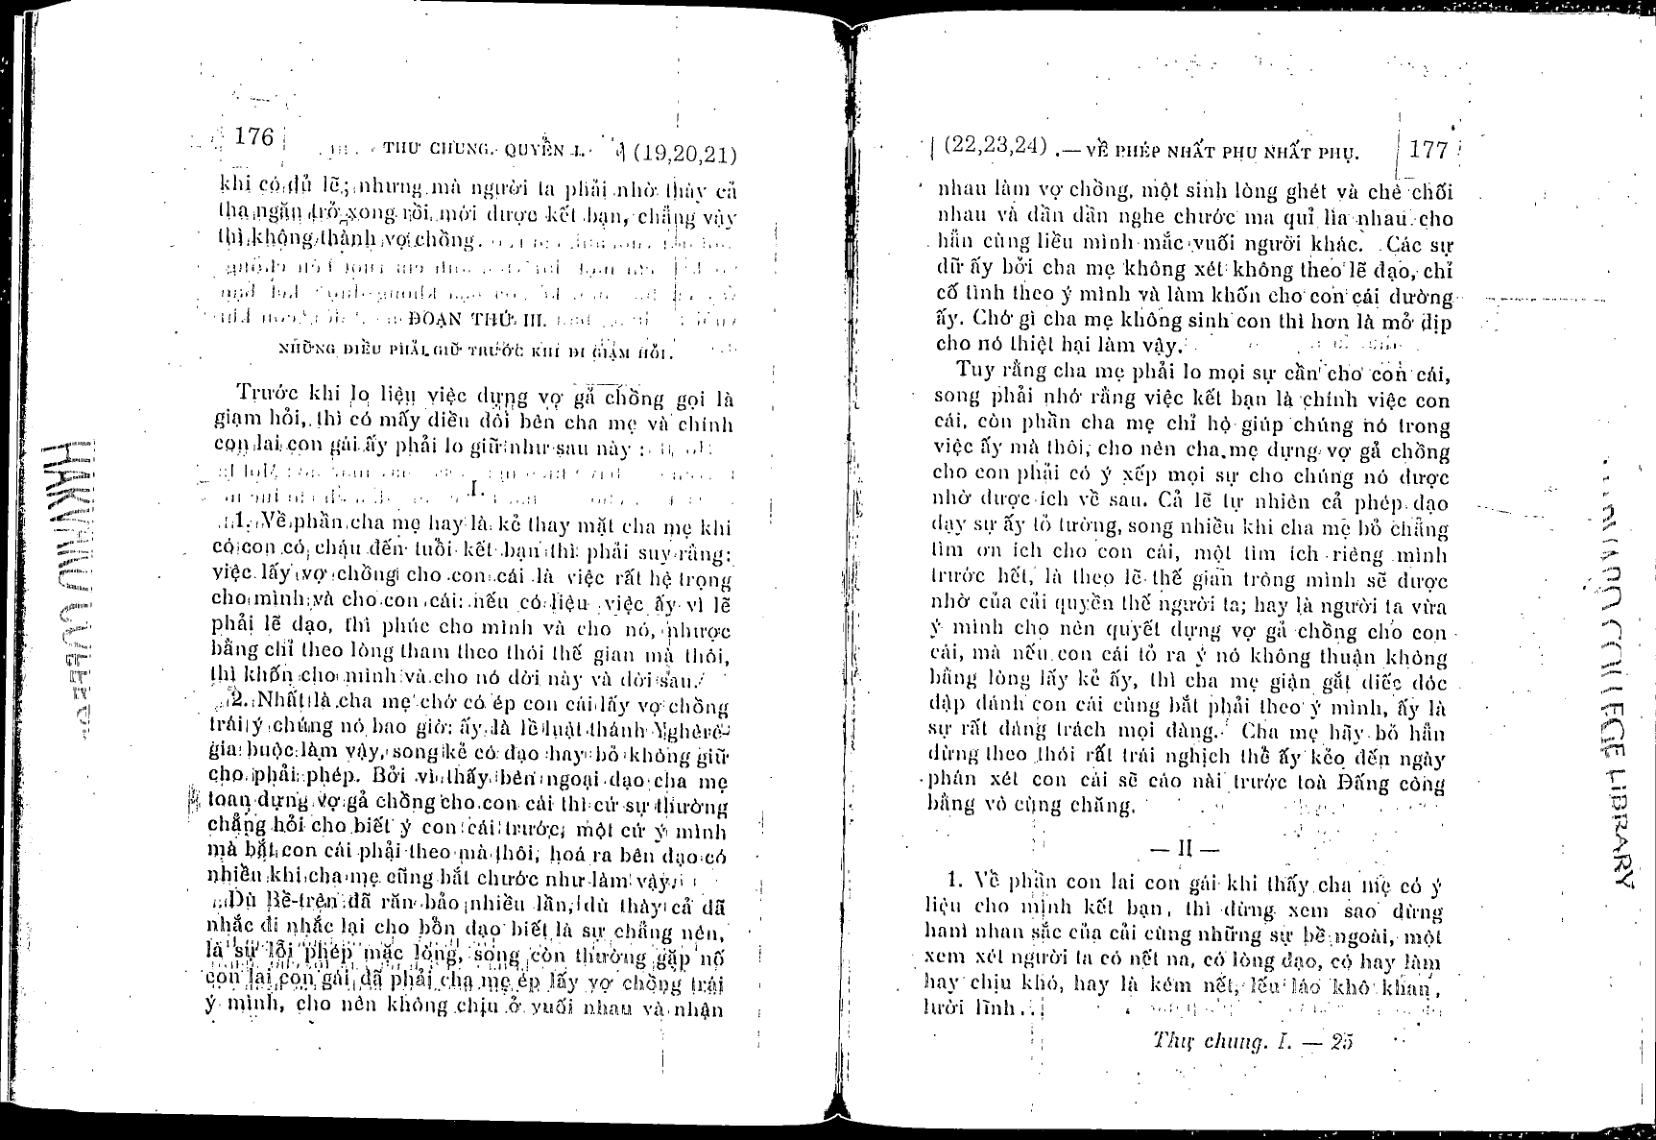 176
THƯ CHUNG. QUYỂN I. (19,20,21)
khi có đủ lẽ; nhưng mà người ta phải nhờ thày cả
tha ngăn trở xong rồi mới được kết bạn, chẳng vậy
thì không thành vợ chồng.
ĐOẠN THỨ III.
NHỮNG ĐIỀU PHẢI GIỮ TRƯỚC KHI ĐI GIẠM HỎI.
Trước khi lo liệu việc dựng vợ gả chồng gọi là
giạm hỏi, thì có mấy điều đòi bên cha mẹ và chính
con lai con gái ấy phải lo giữ như sau này :
I.
1. Về phần cha mẹ hay là kẻ thay mặt cha mẹ khi
có con có cháu đến tuổi kết bạn thì phải suy rằng:
việc lấy vợ chồng cho con cái là việc rất hệ trọng
cho mình và cho con cái: nếu có liệu việc ấy vì lẽ
phải lẽ đạo, thì phúc cho mình và cho nó, nhược
bằng chỉ theo lòng tham theo thói thế gian mà thôi,
thì khốn cho mình và cho nó đời này và đời sau.
2. Nhất là cha mẹ chớ có ép con cái lấy vợ chồng
trái ý chúng nó bao giờ: ấy là lề luật thánh Yghêrê-
gia buộc làm vậy, song kẻ có đạo hay bỏ không giữ
cho phải phép. Bởi vì thấy bên ngoại đạo cha mẹ
toan dựng vợ gả chồng cho con cái thì cứ sự thường
chẳng hỏi cho biết ý con cái trước, một cứ ý mình
mà bắt con cái phải theo mà thôi, hoá ra bên đạo có
nhiều khi cha mẹ cũng bắt chước như làm vậy.
Dù Bề-trên đã răn bảo nhiều lần, dù thày cả đã
nhắc đi nhắc lại cho bổn đạo biết là sự chẳng nên,
là sự lỗi phép mặc lòng, song còn thường gặp nố
con lai con gái đã phải cha mẹ ép lấy vợ chồng trái
ý mình, cho nên không chịu ở vuối nhau và nhận
(22,23,24) .— VỀ PHÉP NHẤT PHU NHẤT PHỤ. 177
nhau làm vợ chồng, một sinh lòng ghét và chê chối
nhau và dần dần nghe chước ma quỉ lìa nhau cho
hẳn cùng liều mình mắc vuối người khác. Các sự
dữ ấy bởi cha mẹ không xét không theo lẽ đạo, chỉ
cố tình theo ý mình và làm khốn cho con cái dường
ấy. Chớ gì cha mẹ không sinh con thì hơn là mở dịp
cho nó thiệt hại làm vậy.
Tuy rằng cha mẹ phải lo mọi sự cần cho con cái,
song phải nhớ rằng việc kết bạn là chính việc con
cái, còn phần cha mẹ chỉ hộ giúp chúng nó trong
việc ấy mà thôi, cho nên cha mẹ dựng vợ gả chồng
cho con phải có ý xếp mọi sự cho chúng nó được
nhờ được ích về sau. Cả lẽ tự nhiên cả phép đạo
dạy sự ấy tỏ tường, song nhiều khi cha mẹ bỏ chẳng
tìm ơn ích cho con cái, một tìm ích riêng mình
trước hết, là theo lẽ thế gian trông mình sẽ được
nhờ của cải quyền thế người ta; hay là người ta vừa
ý mình cho nên quyết dựng vợ gả chồng cho con
cái, mà nếu con cái tỏ ra ý nó không thuận không
bằng lòng lấy kẻ ấy, thì cha mẹ giận gắt diếc dóc
dập đánh con cái cùng bắt phải theo ý mình, ấy là
sự rất đáng trách mọi đàng. Cha mẹ hãy bỏ hẳn
đừng theo thói rất trái nghịch thể ấy kẻo đến ngày
phán xét con cái sẽ cáo nài trước toà Đấng công
bằng vô cùng chăng.
— II —
1. Về phần con lai con gái khi thấy cha mẹ có ý
liệu cho mình kết bạn, thì đừng xem sao đừng
ham nhan sắc của cải cùng những sự bề ngoài, một
xem xét người ta có nết na, có lòng đạo, có hay làm
hay chịu khó, hay là kém nết, lếu láo khô khan,
lười lĩnh..
Thư chung. I. — 25
HARVARD COLLEGE LIBRARY